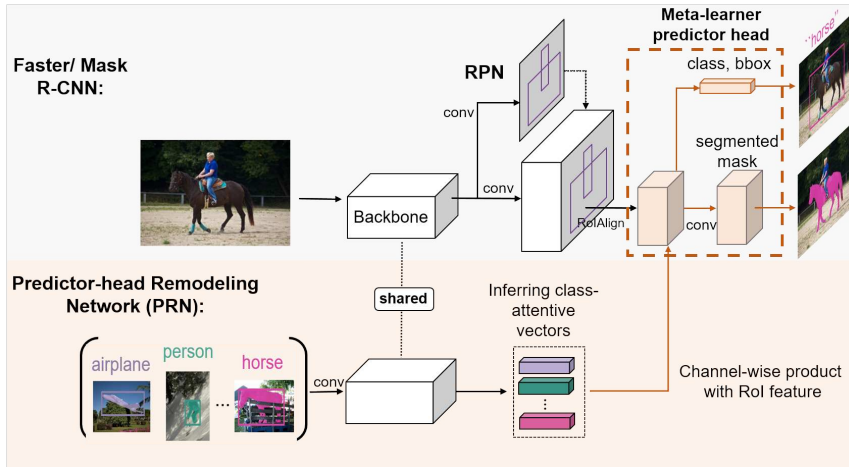 Meta-learner
predictor head
Faster/ Mask
R-CNN:
RPN
class, bbox
"horse"
conv
segmented
mask
Backbone
conv
RoIAlign
conv
Predictor-head Remodeling
Network (PRN):
shared
Inferring class-
attentive
vectors
airplane
person
horse
...
conv
Channel-wise product
with RoI feature